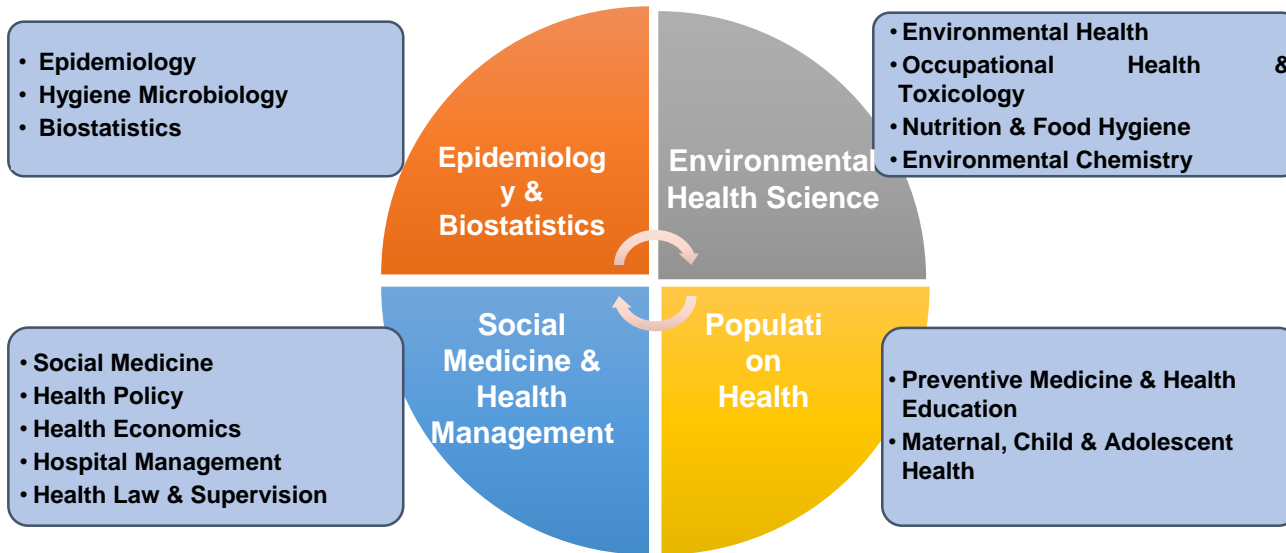 • Epidemiology
• Hygiene Microbiology
• Biostatistics
Epidemiolog
y &
Biostatistics
Environmental
Health Science
• Environmental Health
• Occupational Health &
Toxicology
• Nutrition & Food Hygiene
• Environmental Chemistry
• Social Medicine
• Health Policy
• Health Economics
• Hospital Management
• Health Law & Supervision
Social
Medicine &
Health
Management
Populati
on
Health
• Preventive Medicine & Health
Education
• Maternal, Child & Adolescent
Health